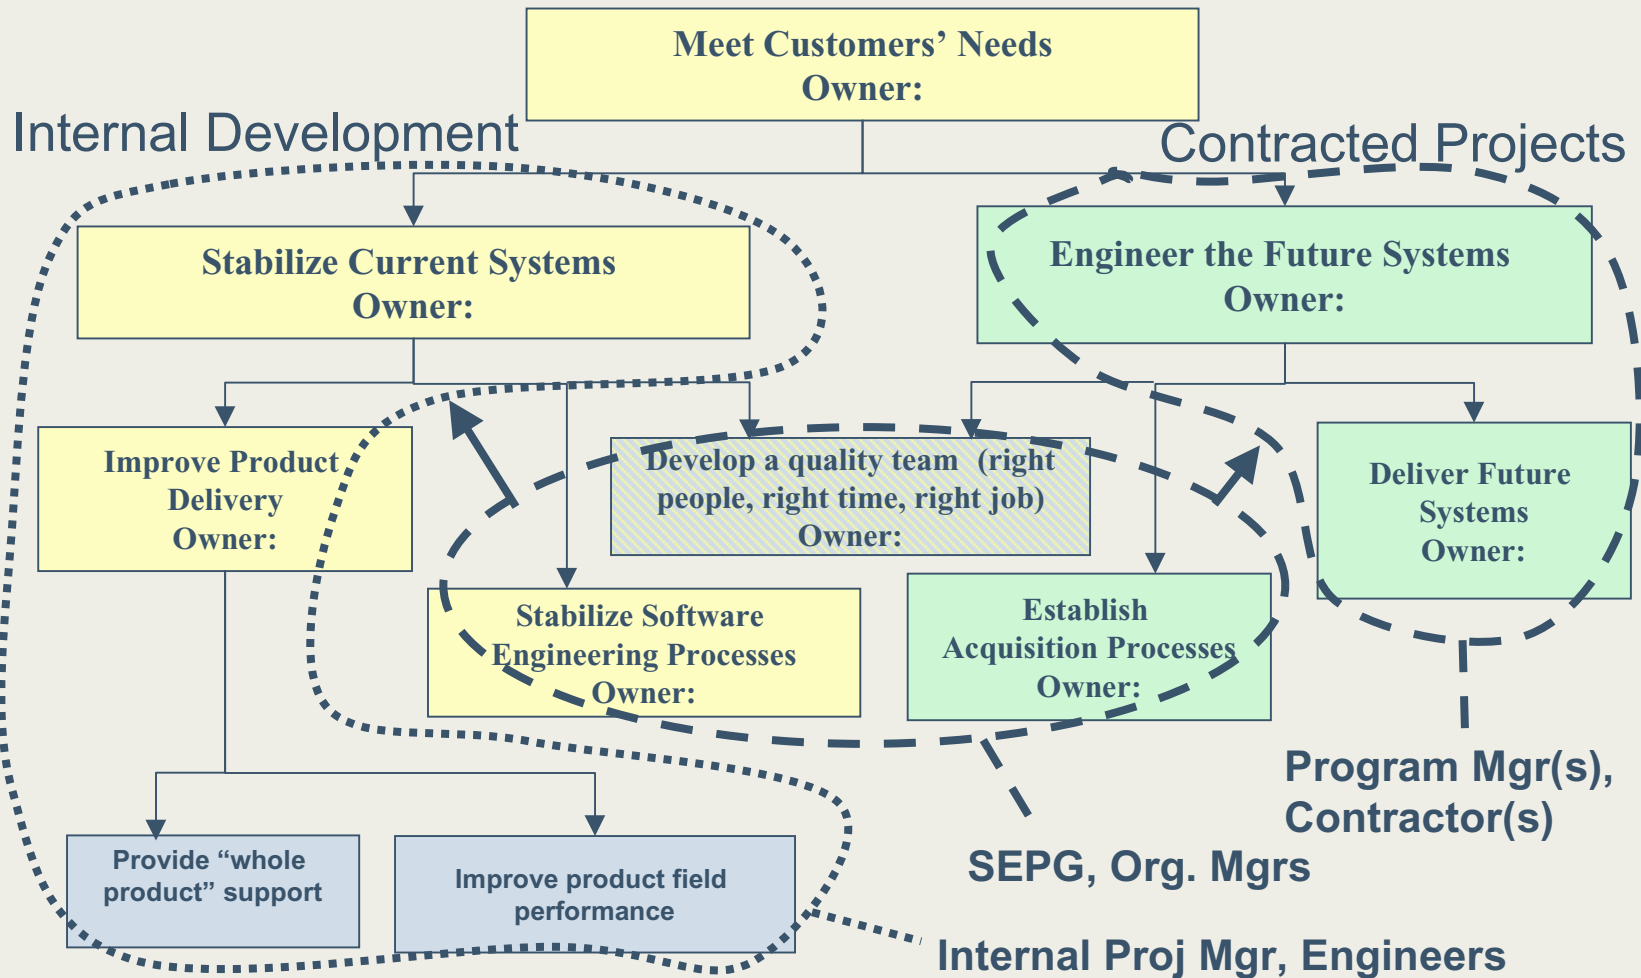 Meet Customers’ Needs
Owner:
Internal Development
Contracted Projects
Stabilize Current Systems
Owner:
Engineer the Future Systems
Owner:
Improve Product
Delivery
Owner:
Develop a quality team (right
people, right time, right job)
Owner:
Deliver Future
Systems
Owner:
Stabilize Software
Engineering Processes
Owner:
Establish
Acquisition Processes
Owner:
Program Mgr(s),
Contractor(s)
Provide “whole
product” support
Improve product field
performance
SEPG, Org. Mgrs
Internal Proj Mgr, Engineers